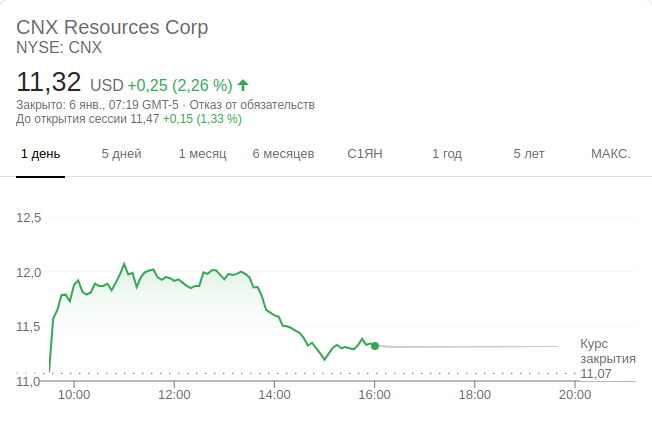 CNX Resources Corp
NYSE: CNX
11,32 USD +0,25 (2,26 %)
Закрыто: 6 янв., 07:19 GMT-5 · Отказ от обязательств
До открытия сессии 11,47 +0,15 (1,33 %)
1 день 5 дней 1 месяц 6 месяцев С1ЯН 1 год 5 лет МАКС.
12,5
12,0
11,5
Курс
закрытия
11,07
11,0
10:00 12:00 14:00 16:00 18:00 20:00